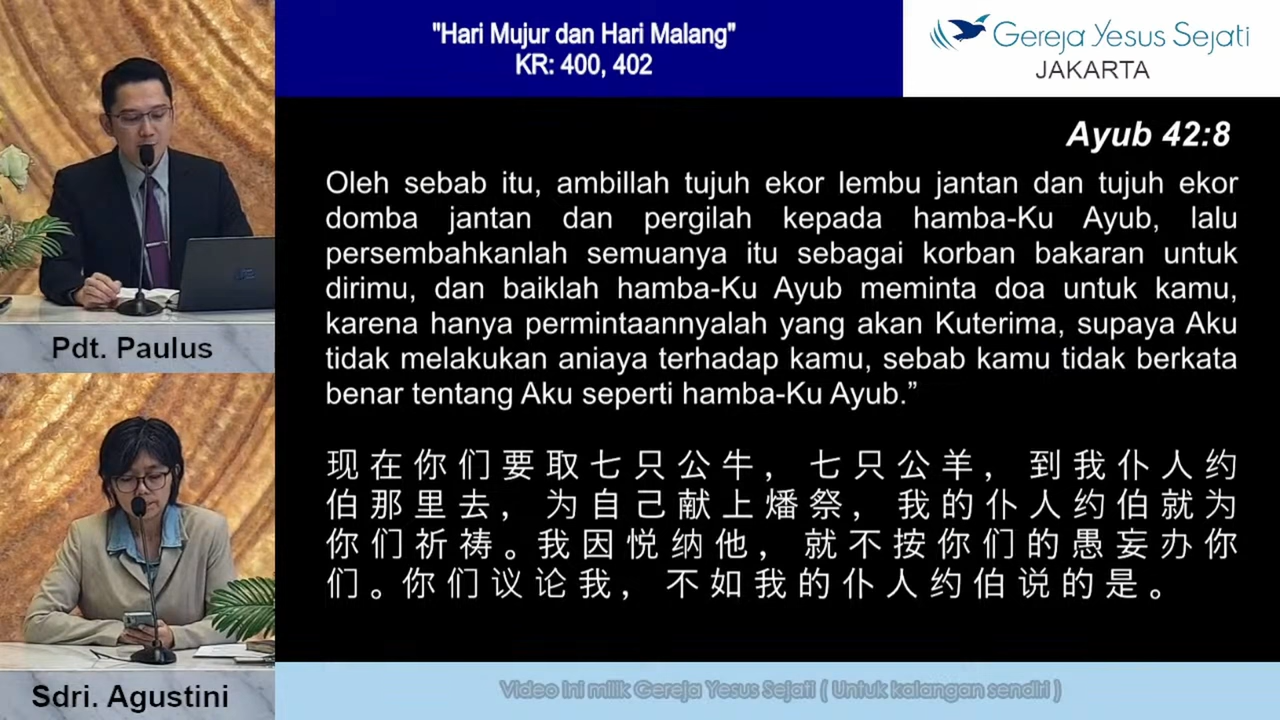 "Hari Mujur dan Hari Malang"
KR: 400, 402
Gereja Yesus Sejati
JAKARTA
Ayub 42:8
Oleh sebab itu, ambillah tujuh ekor lembu jantan dan tujuh ekor
domba jantan dan pergilah kepada hamba-Ku Ayub, lalu
persembahkanlah semuanya itu sebagai korban bakaran untuk
dirimu, dan baiklah hamba-Ku Ayub meminta doa untuk kamu,
karena hanya permintaannyalah yang akan Kuterima, supaya Aku
tidak melakukan aniaya terhadap kamu, sebab kamu tidak berkata
benar tentang Aku seperti hamba-Ku Ayub.”
现在你们要取七只公牛，七只公羊，到我仆人约
伯那里去，为自己献上燔祭，我的仆人约伯就为
你们祈祷。我因悦纳他，就不按你们的愚妄办你
们。你们议论我，不如我的仆人约伯说的是。
Pdt. Paulus
Sdri. Agustini
Video ini milik Gereja Yesus Sejati ( Untuk kalangan sendiri )